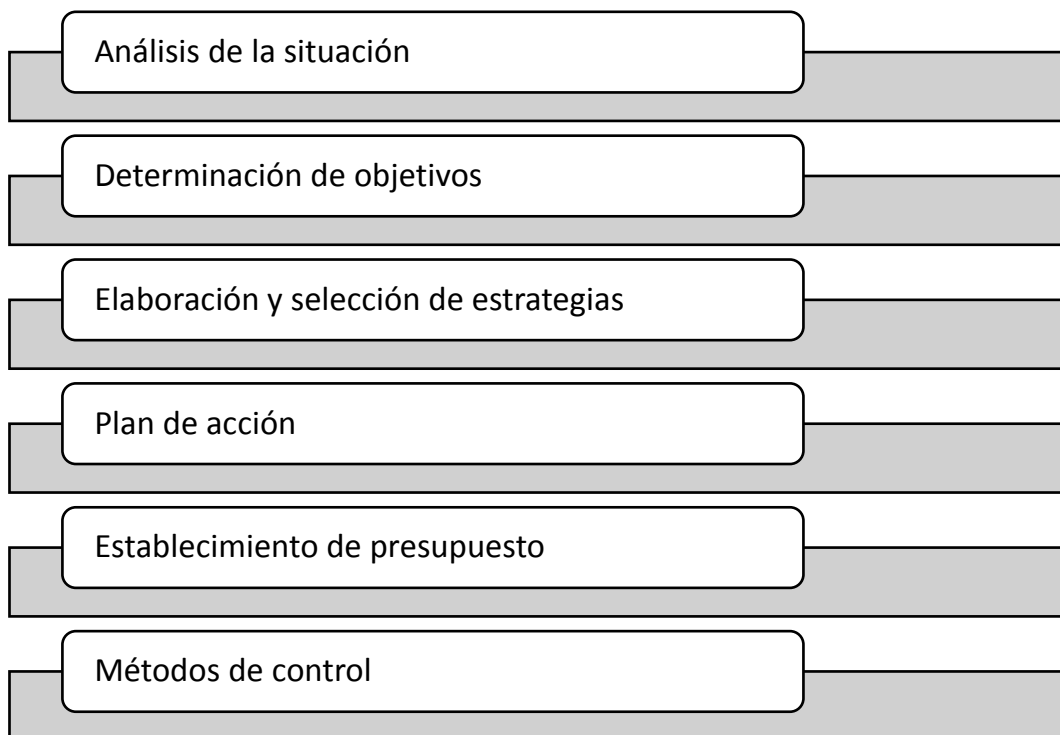 Análisis de la situación
Determinación de objetivos
Elaboración y selección de estrategias
Plan de acción
Establecimiento de presupuesto
Métodos de control